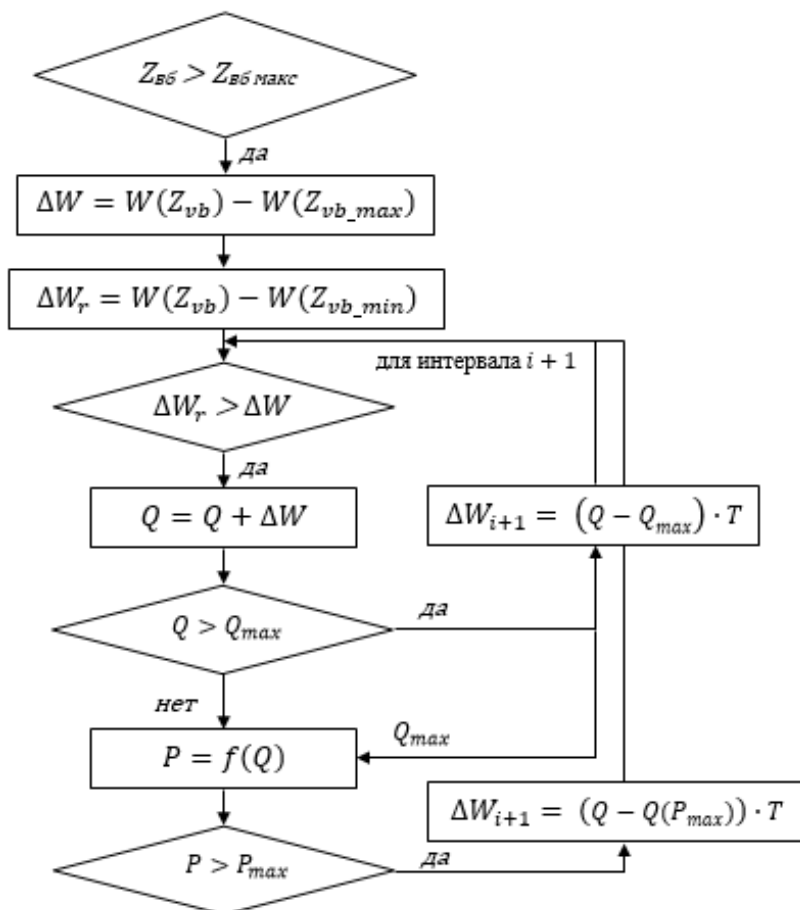 Z_вб > Z_вб макс
да
ΔW = W(Z_vb) − W(Z_vb_max)
ΔW_r = W(Z_vb) − W(Z_vb_min)
для интервала i + 1
ΔW_r > ΔW
да
Q = Q + ΔW
ΔW_{i+1} = (Q − Q_max) · T
Q > Q_max
да
нет
Q_max
P = f(Q)
ΔW_{i+1} = (Q − Q(P_max)) · T
P > P_max
да